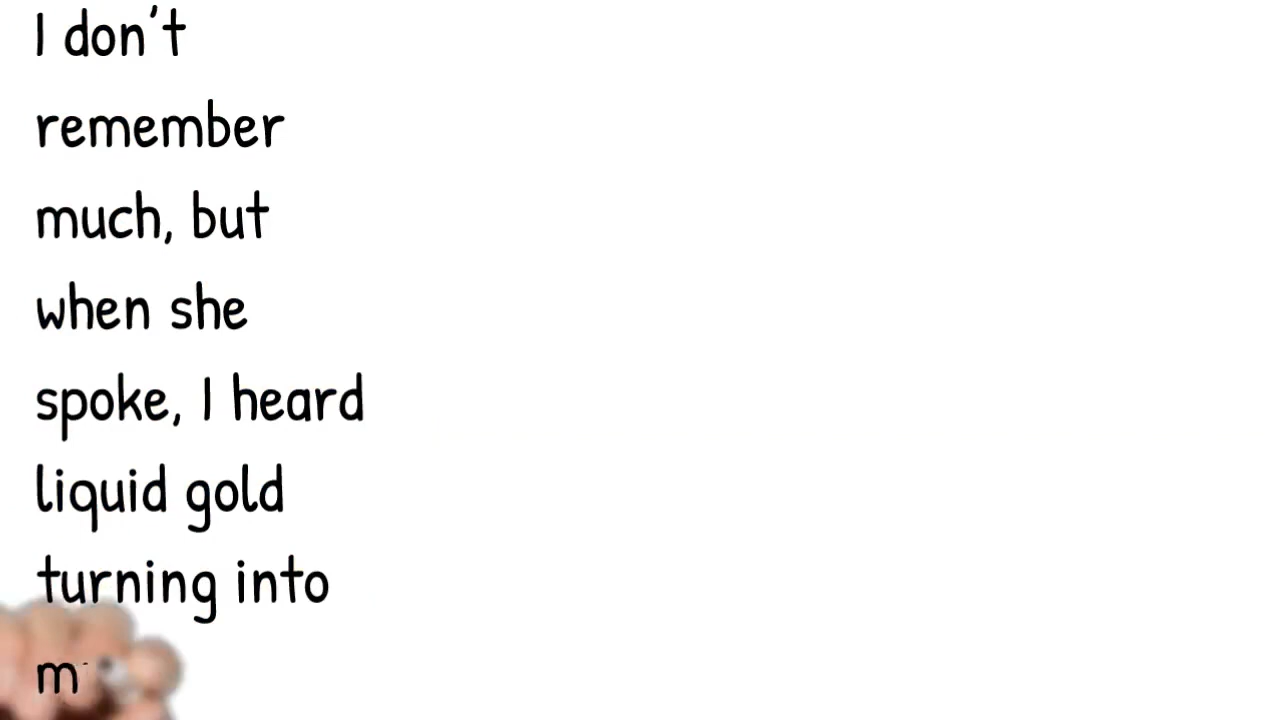 I don't
remember
much, but
when she
spoke, I heard
liquid gold
turning into